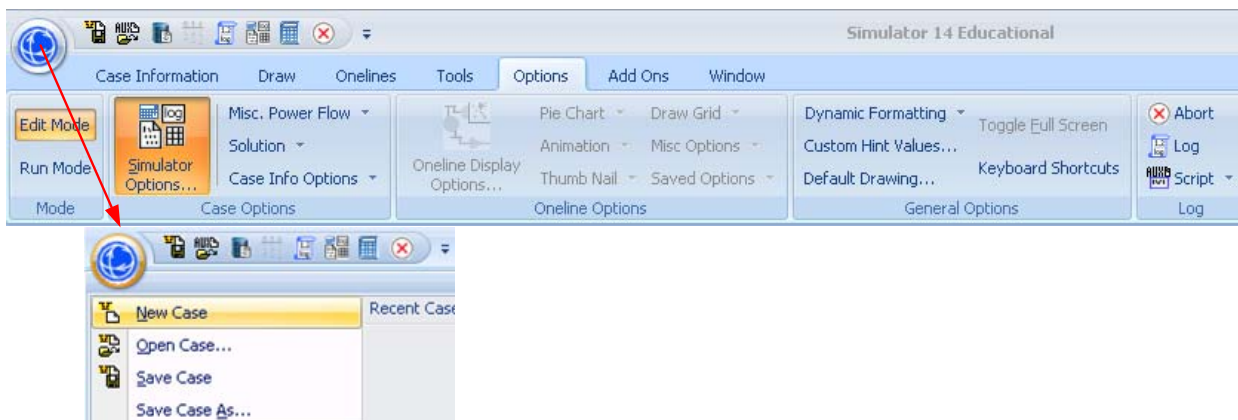 Simulator 14 Educational
Case Information Draw Onelines Tools Options Add Ons Window
Edit Mode
Run Mode
Mode
log
Simulator
Options...
Misc. Power Flow
Solution
Case Info Options
Case Options
Oneline Display
Options...
Pie Chart
Animation
Thumb Nail
Draw Grid
Misc Options
Saved Options
Oneline Options
Dynamic Formatting
Custom Hint Values...
Default Drawing...
Toggle Full Screen
Keyboard Shortcuts
General Options
Abort
Log
Script
Log
New Case
Open Case...
Save Case
Save Case As...
Recent Case